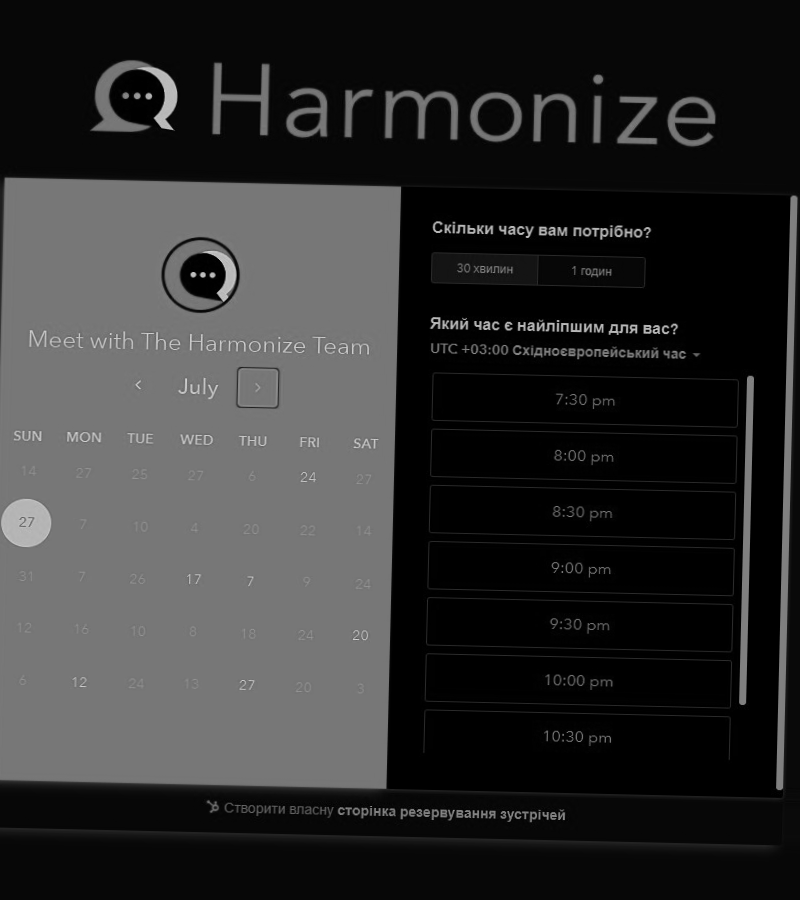 Harmonize
Meet with The Harmonize Team
July
SUN MON TUE WED THU FRI SAT
14 27 25 27 6 24 27
27 7 10 4 20 22 14
31 7 26 17 7 9 24
12 16 10 8 18 24 20
6 12 24 13 27 20 3
Скільки часу вам потрібно?
30 хвилин 1 годин
Який час є найліпшим для вас?
UTC +03:00 Східноєвропейський час
7:30 pm
8:00 pm
8:30 pm
9:00 pm
9:30 pm
10:00 pm
10:30 pm
Створити власну сторінка резервування зустрічей